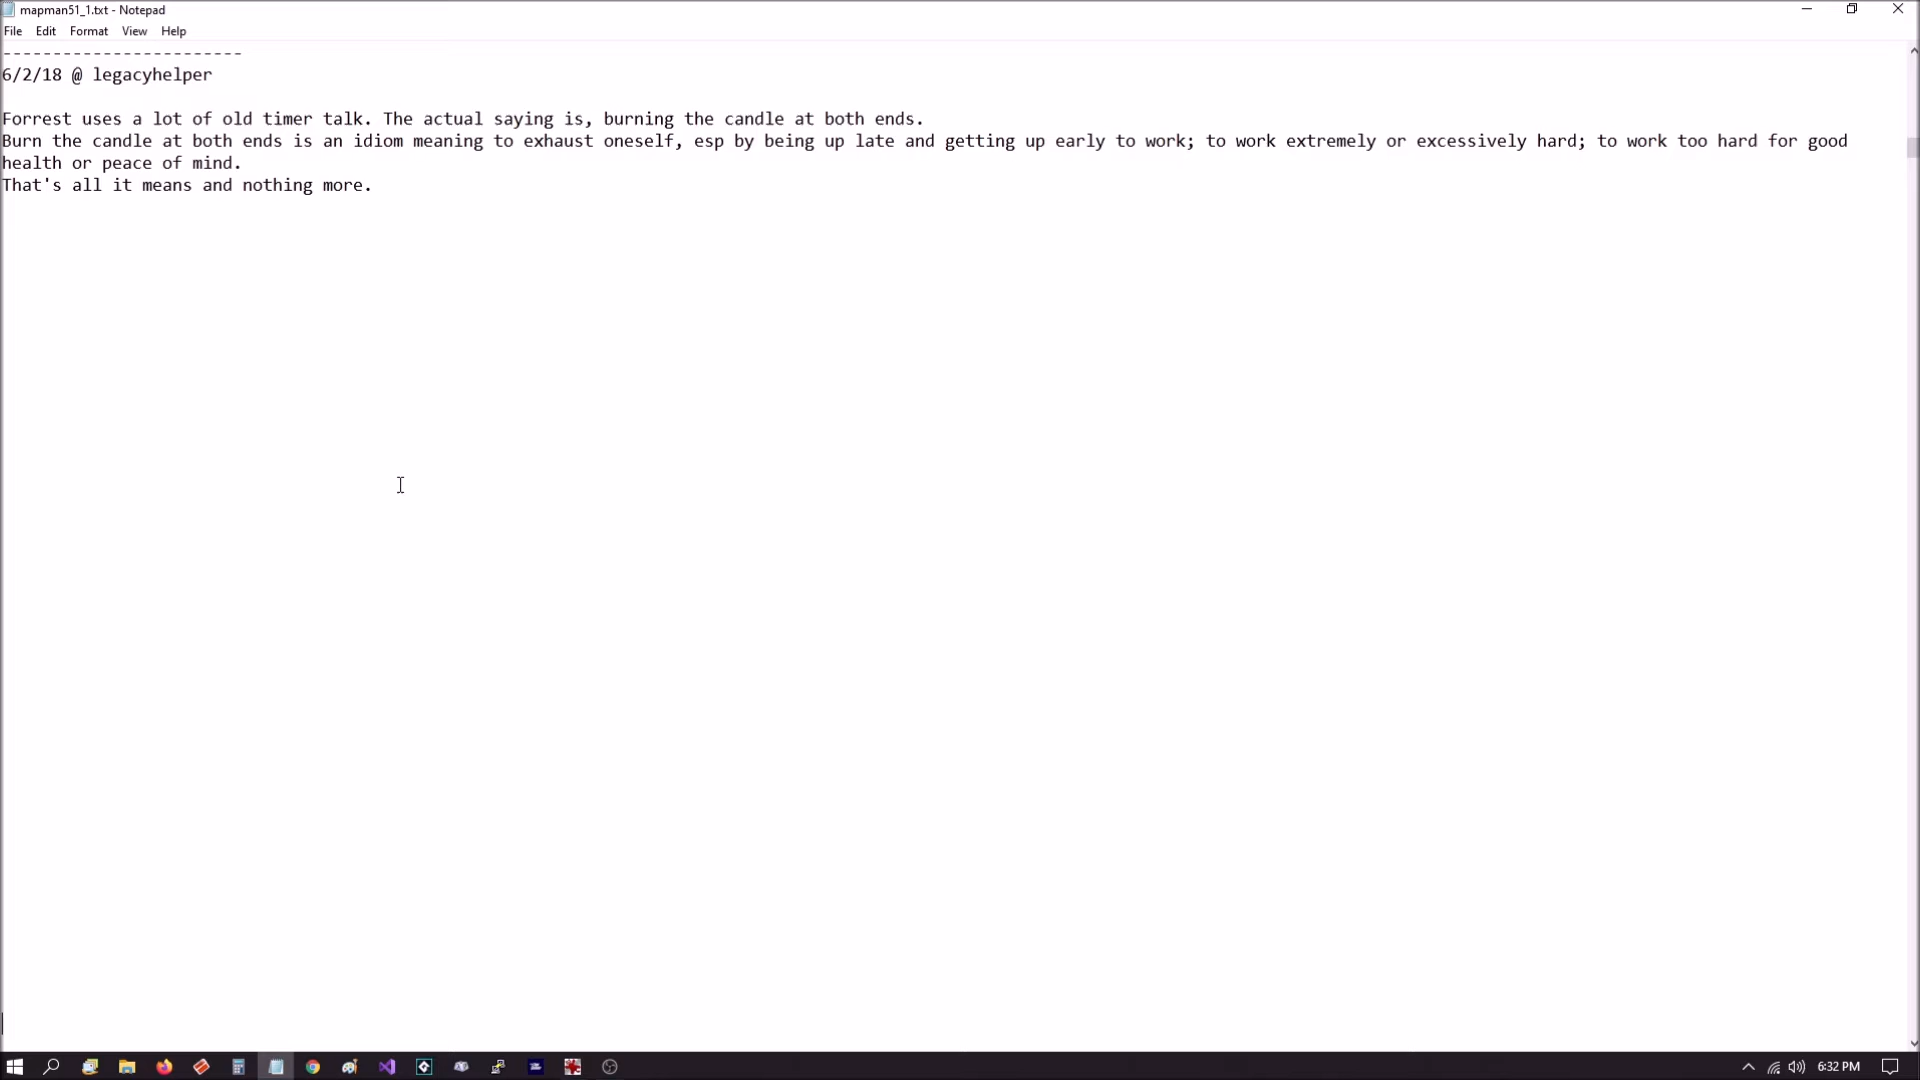 mapman51_1.txt - Notepad
File Edit Format View Help
------------------------
6/2/18 @ legacyhelper
Forrest uses a lot of old timer talk. The actual saying is, burning the candle at both ends.
Burn the candle at both ends is an idiom meaning to exhaust oneself, esp by being up late and getting up early to work; to work extremely or excessively hard; to work too hard for good
health or peace of mind.
That's all it means and nothing more.
6:32 PM